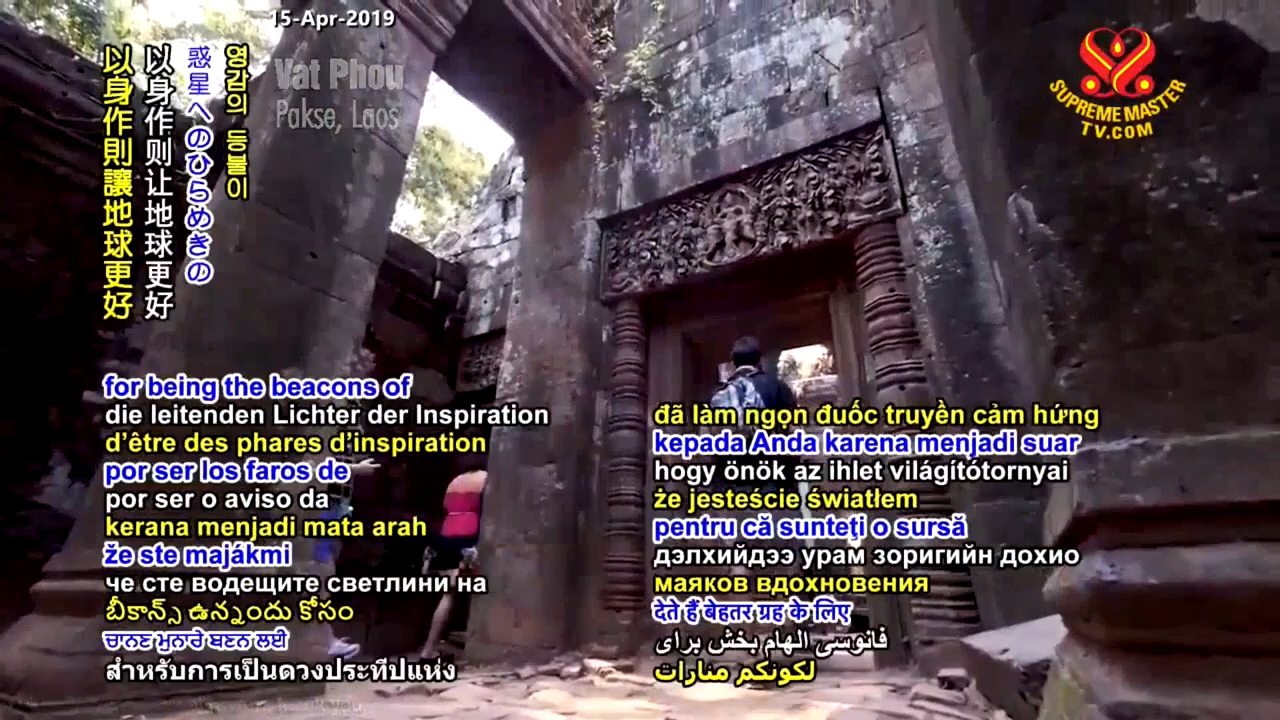 15-Apr-2019
Vat Phou
Pakse, Laos
SUPREME MASTER
TV.COM
영감의 등불이
惑星へのひらめきの
以身作则让地球更好
以身作則讓地球更好
for being the beacons of
die leitenden Lichter der Inspiration
d'être des phares d'inspiration
por ser los faros de
por ser o aviso da
kerana menjadi mata arah
že ste majákmi
че сте водещите светлини на
బీకాన్స్ ఉన్నందు కోసం
ਚਾਨਣ ਮੁਨਾਰੇ ਬਣਨ ਲਈ
สำหรับการเป็นดวงประทีปแห่ง
đã làm ngọn đuốc truyền cảm hứng
kepada Anda karena menjadi suar
hogy önök az ihlet világítótornyai
że jesteście światłem
pentru că sunteţi o sursă
дэлхийдээ урам зоригийн дохио
маяков вдохновения
देते हैं बेहतर ग्रह के लिए
فانوسی الهام بخش برای
لكونكم منارات